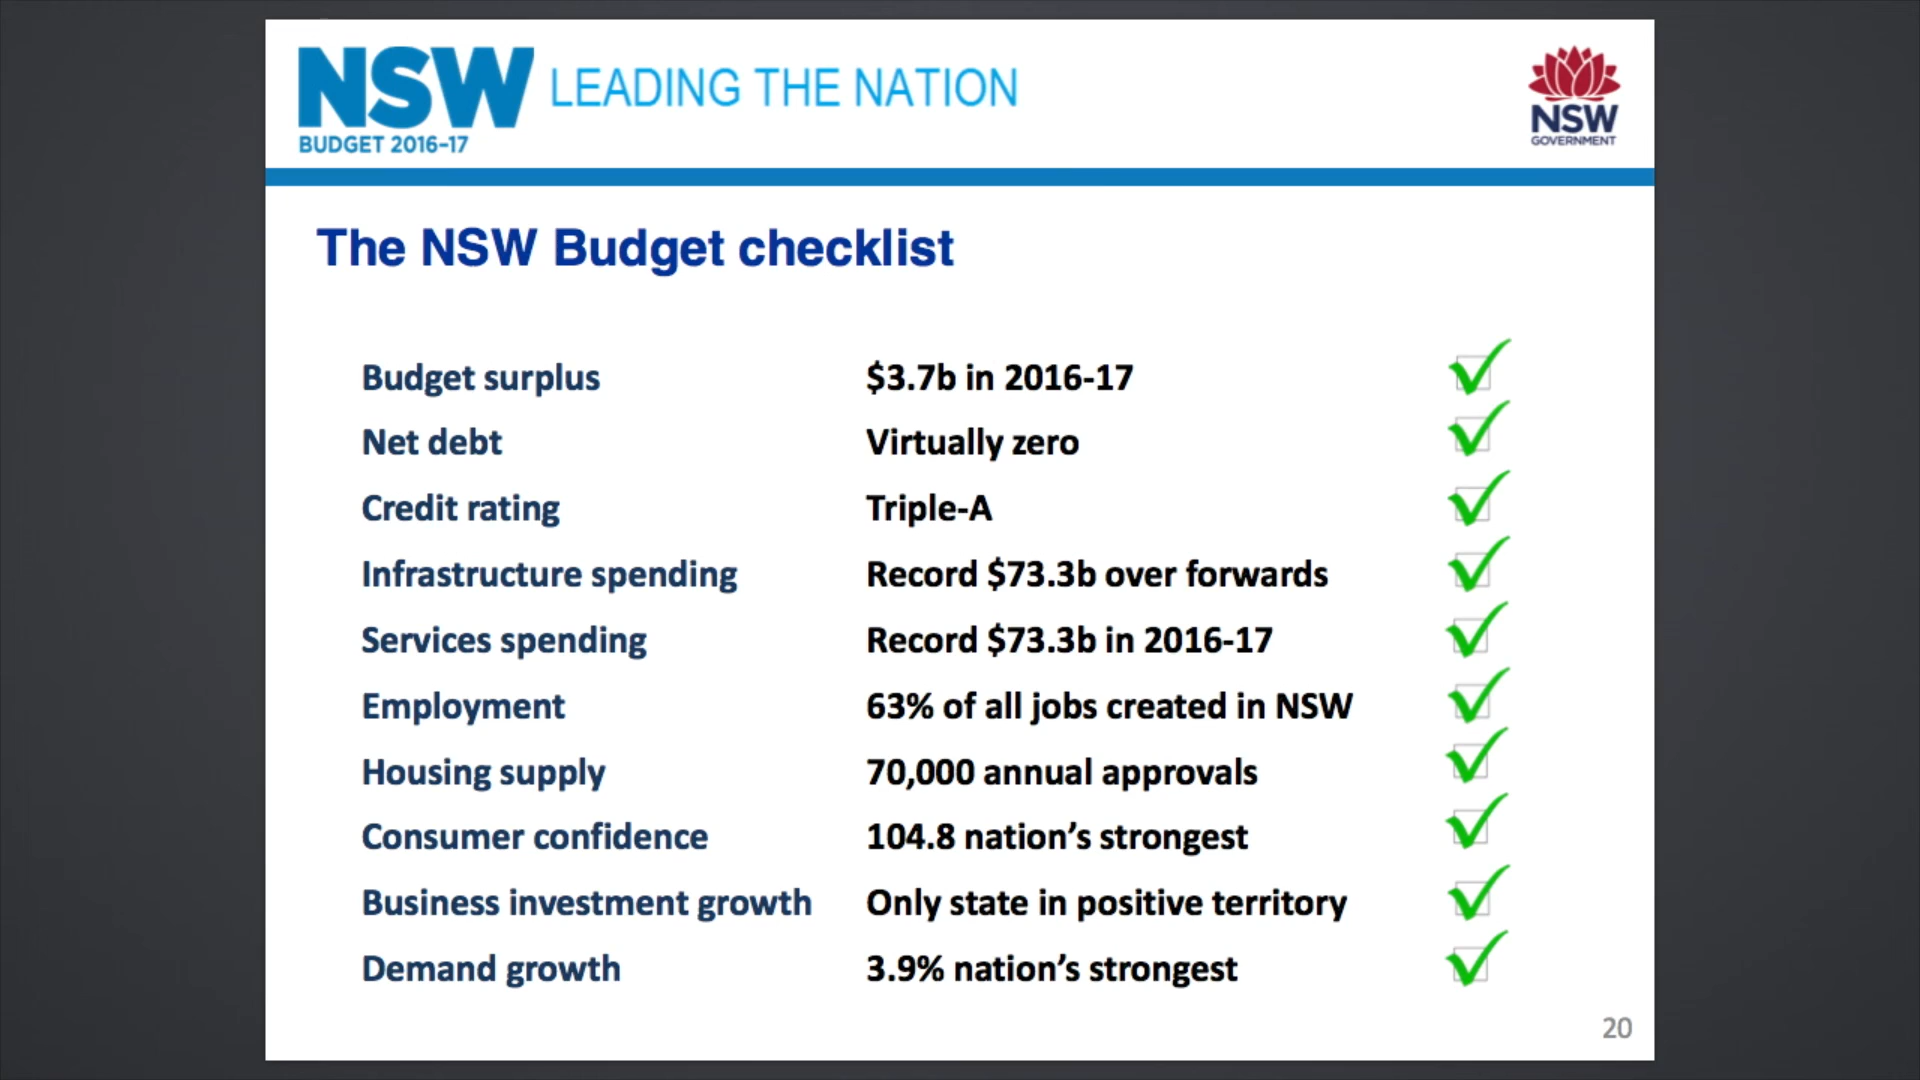 NSW LEADING THE NATION
BUDGET 2016-17
NSW
GOVERNMENT
The NSW Budget checklist
Budget surplus $3.7b in 2016-17
Net debt Virtually zero
Credit rating Triple-A
Infrastructure spending Record $73.3b over forwards
Services spending Record $73.3b in 2016-17
Employment 63% of all jobs created in NSW
Housing supply 70,000 annual approvals
Consumer confidence 104.8 nation’s strongest
Business investment growth Only state in positive territory
Demand growth 3.9% nation’s strongest
20